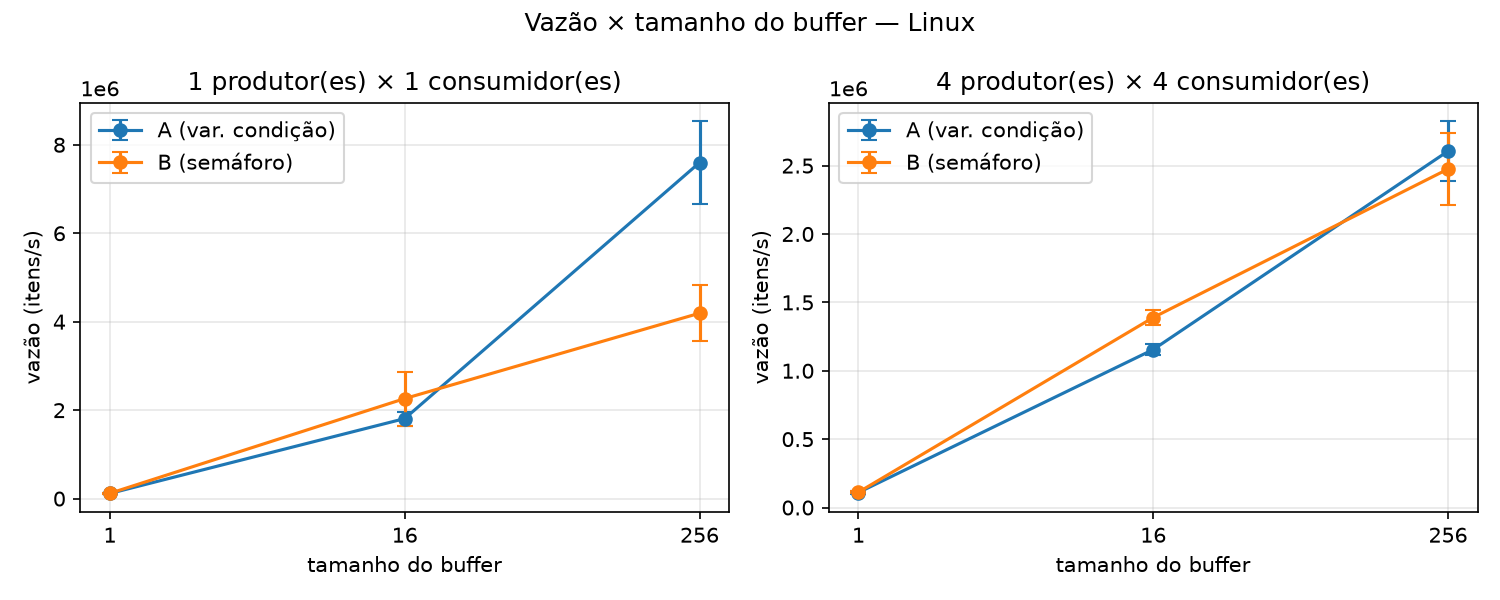 Vazão × tamanho do buffer — Linux
1 produtor(es) × 1 consumidor(es)
1e6
A (var. condição)
B (semáforo)
8
6
4
2
0
vazão (itens/s)
1
16
256
tamanho do buffer
4 produtor(es) × 4 consumidor(es)
1e6
A (var. condição)
B (semáforo)
2.5
2.0
1.5
1.0
0.5
0.0
vazão (itens/s)
1
16
256
tamanho do buffer